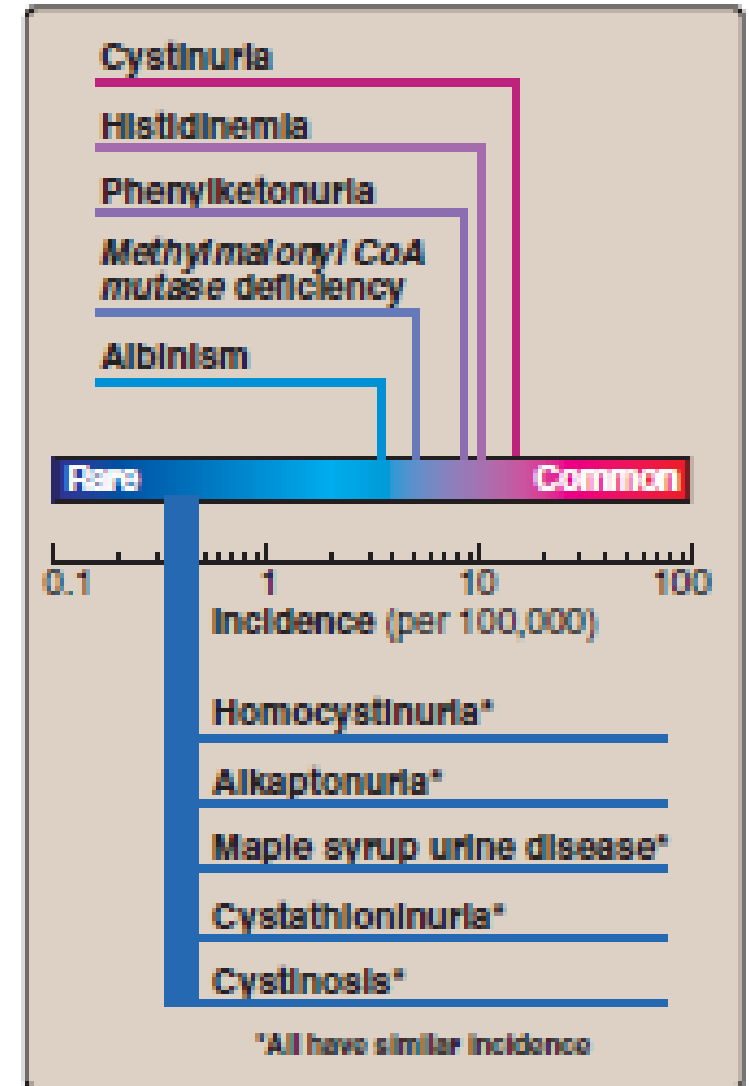 Cystinuria
Histidinemia
Phenylketonuria
Methylmalonyl CoA
mutase deficiency
Albinism
Rare Common
0.1 1 10 100
Incidence (per 100,000)
Homocystinuria*
Alkaptonuria*
Maple syrup urine disease*
Cystathioninuria*
Cystinosis*
*All have similar incidence